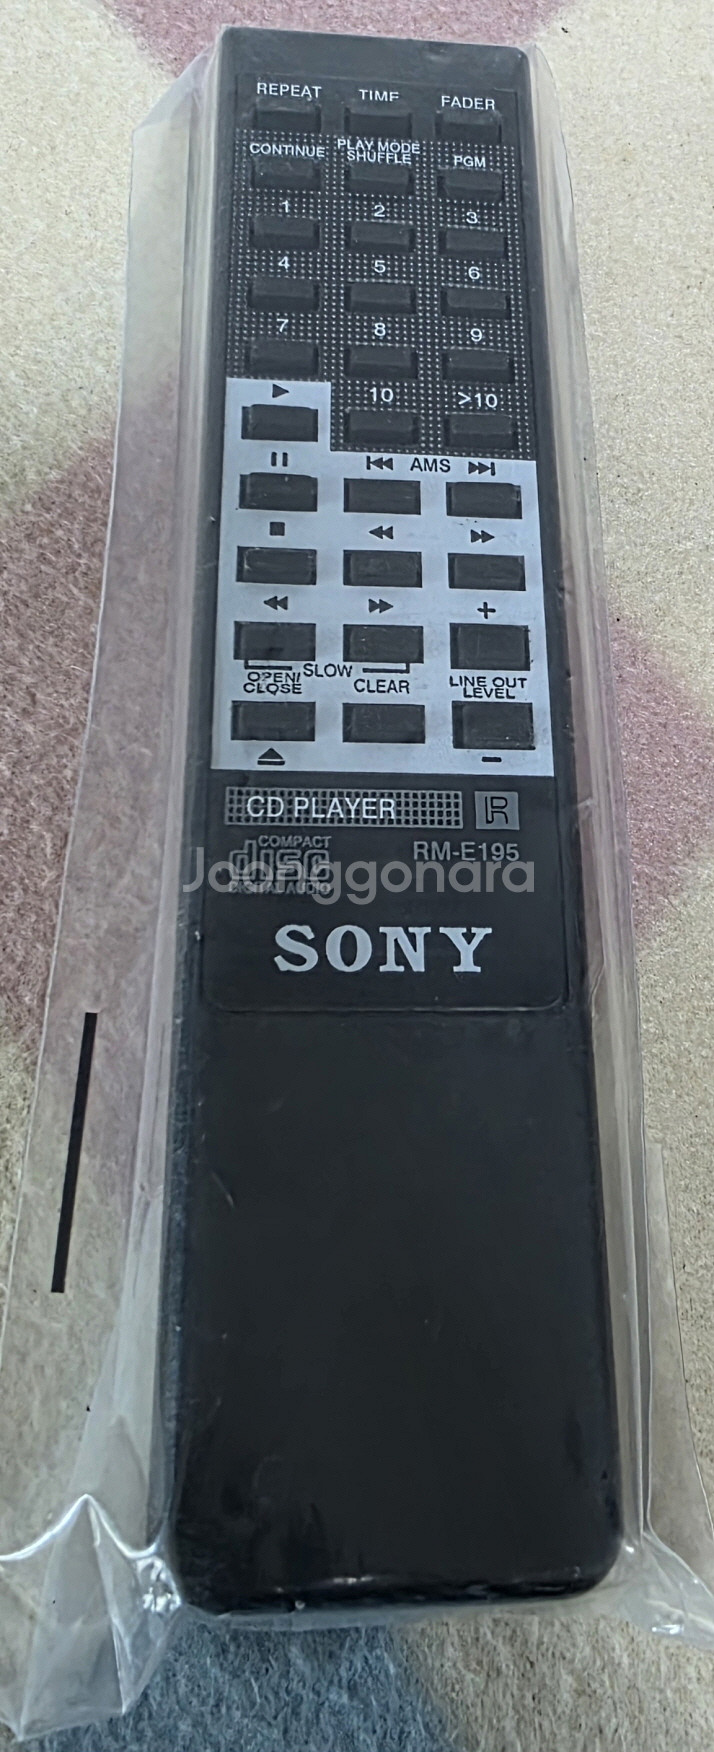 REPEAT TIME FADER
CONTINUE PLAY MODE SHUFFLE PGM
1 2 3
4 5 6
7 8 9
10 >10
AMS
+
SLOW
OPEN/ CLOSE CLEAR LINE OUT LEVEL
-
CD PLAYER R
COMPACT
disc
DIGITAL AUDIO
RM-E195
Joonggonara
SONY